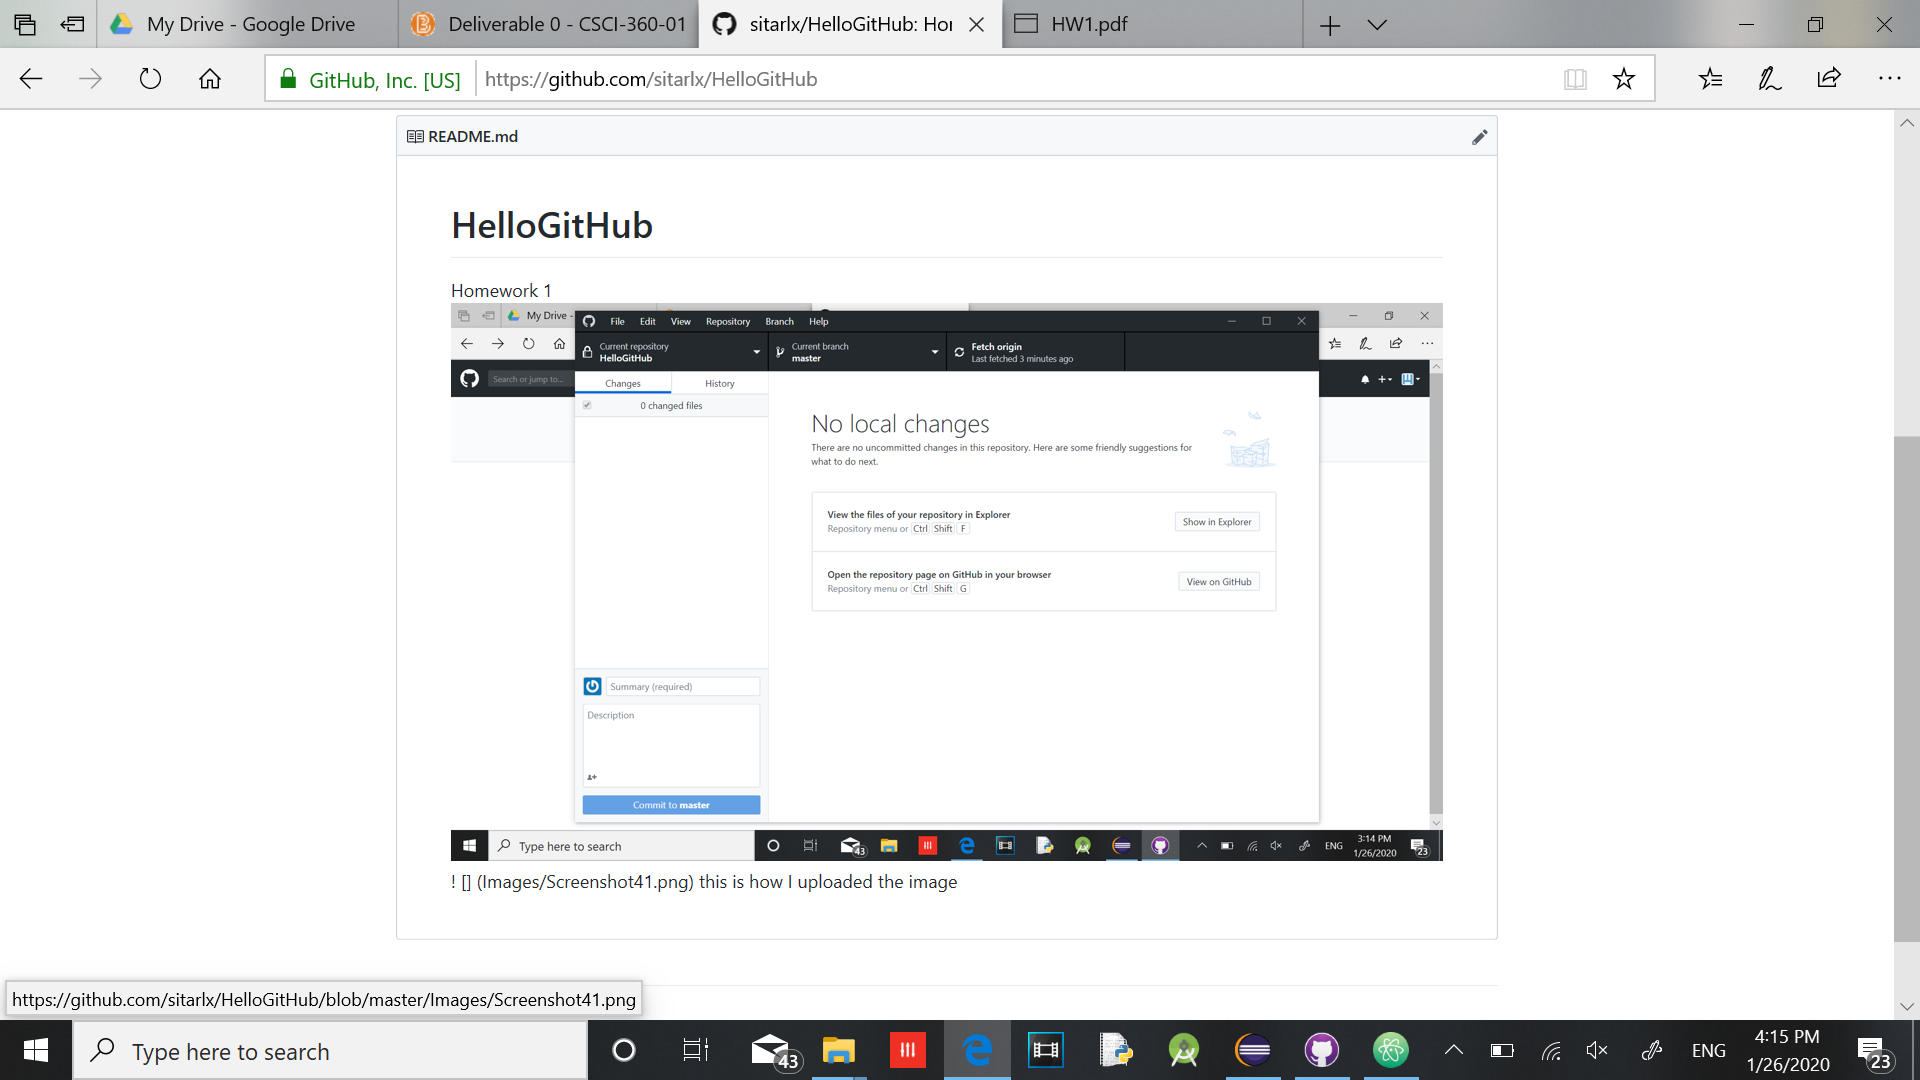 My Drive - Google Drive
Deliverable 0 - CSCI-360-01
sitarlx/HelloGitHub: Hor
HW1.pdf
GitHub, Inc. [US]
https://github.com/sitarlx/HelloGitHub
README.md
HelloGitHub
Homework 1
My Drive -
File Edit View Repository Branch Help
Current repository
HelloGitHub
Current branch
master
Fetch origin
Last fetched 3 minutes ago
Search or jump to...
Changes
History
0 changed files
No local changes
There are no uncommitted changes in this repository. Here are some friendly suggestions for
what to do next.
View the files of your repository in Explorer
Repository menu or Ctrl Shift F
Show in Explorer
Open the repository page on GitHub in your browser
Repository menu or Ctrl Shift G
View on GitHub
Summary (required)
Description
Commit to master
Type here to search
43
ENG
3:14 PM
1/26/2020
23
! [] (Images/Screenshot41.png) this is how I uploaded the image
https://github.com/sitarlx/HelloGitHub/blob/master/Images/Screenshot41.png
Type here to search
43
ENG
4:15 PM
1/26/2020
23